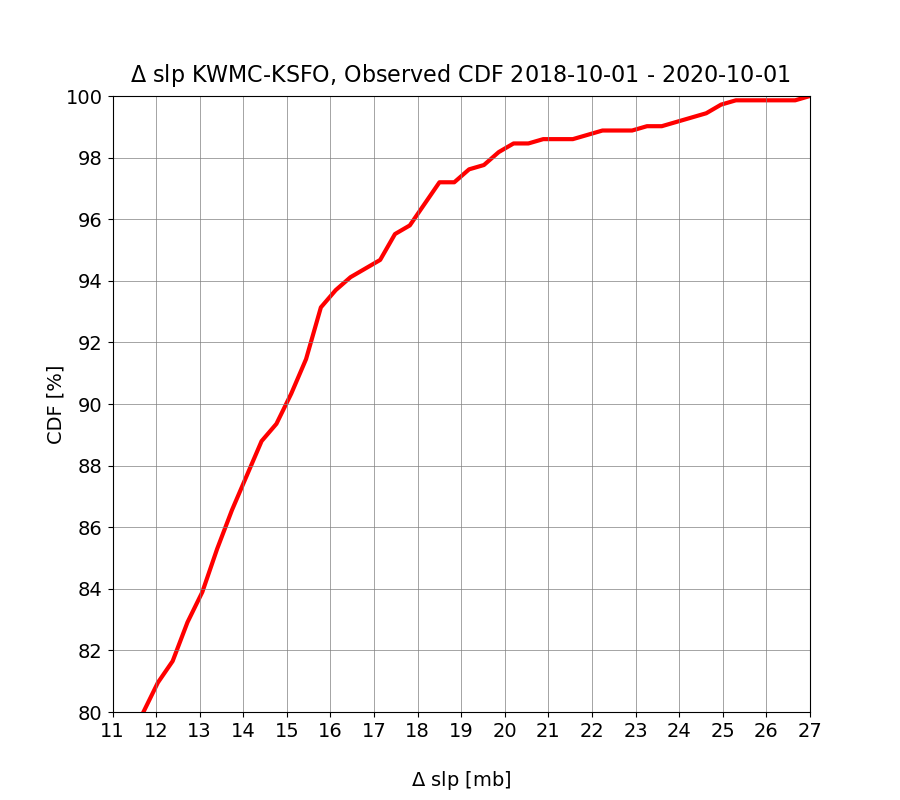 Δ slp KWMC-KSFO, Observed CDF 2018-10-01 - 2020-10-01
100
98
96
94
92
90
88
86
84
82
80
CDF [%]
11 12 13 14 15 16 17 18 19 20 21 22 23 24 25 26 27
Δ slp [mb]